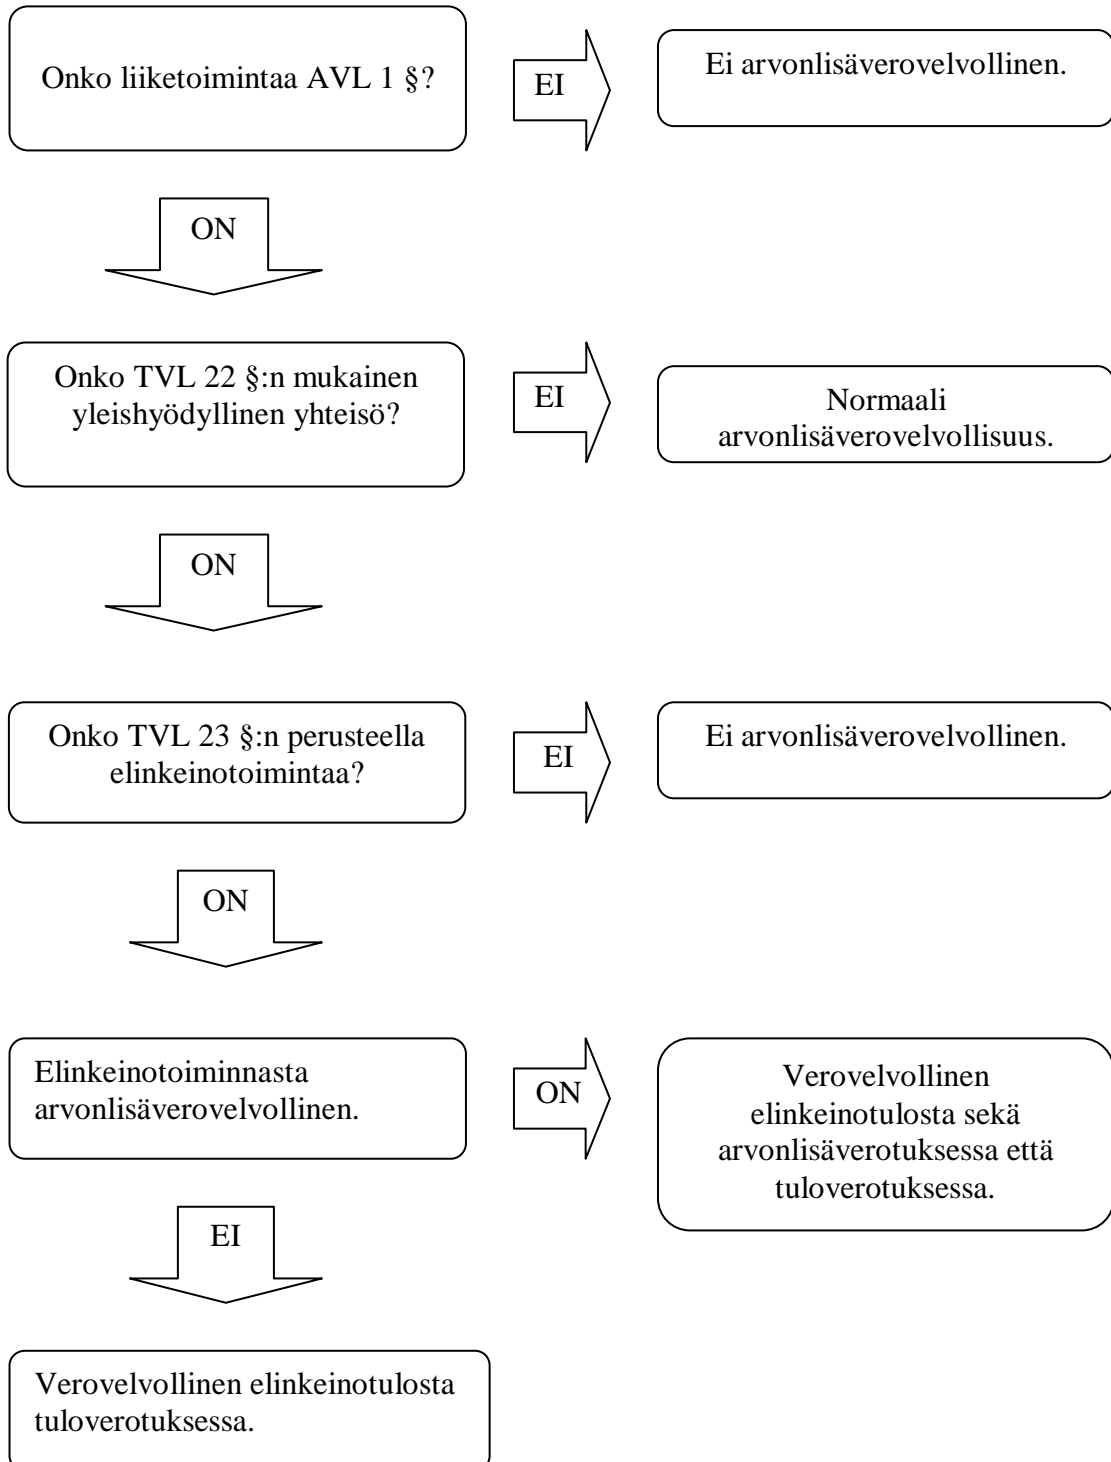 Onko liiketoimintaa AVL 1 §?
EI
Ei arvonlisäverovelvollinen.
ON
Onko TVL 22 §:n mukainen
yleishyödyllinen yhteisö?
EI
Normaali
arvonlisäverovelvollisuus.
ON
Onko TVL 23 §:n perusteella
elinkeinotoimintaa?
EI
Ei arvonlisäverovelvollinen.
ON
Elinkeinotoiminnasta
arvonlisäverovelvollinen.
ON
Verovelvollinen
elinkeinotulosta sekä
arvonlisäverotuksessa että
tuloverotuksessa.
EI
Verovelvollinen elinkeinotulosta
tuloverotuksessa.